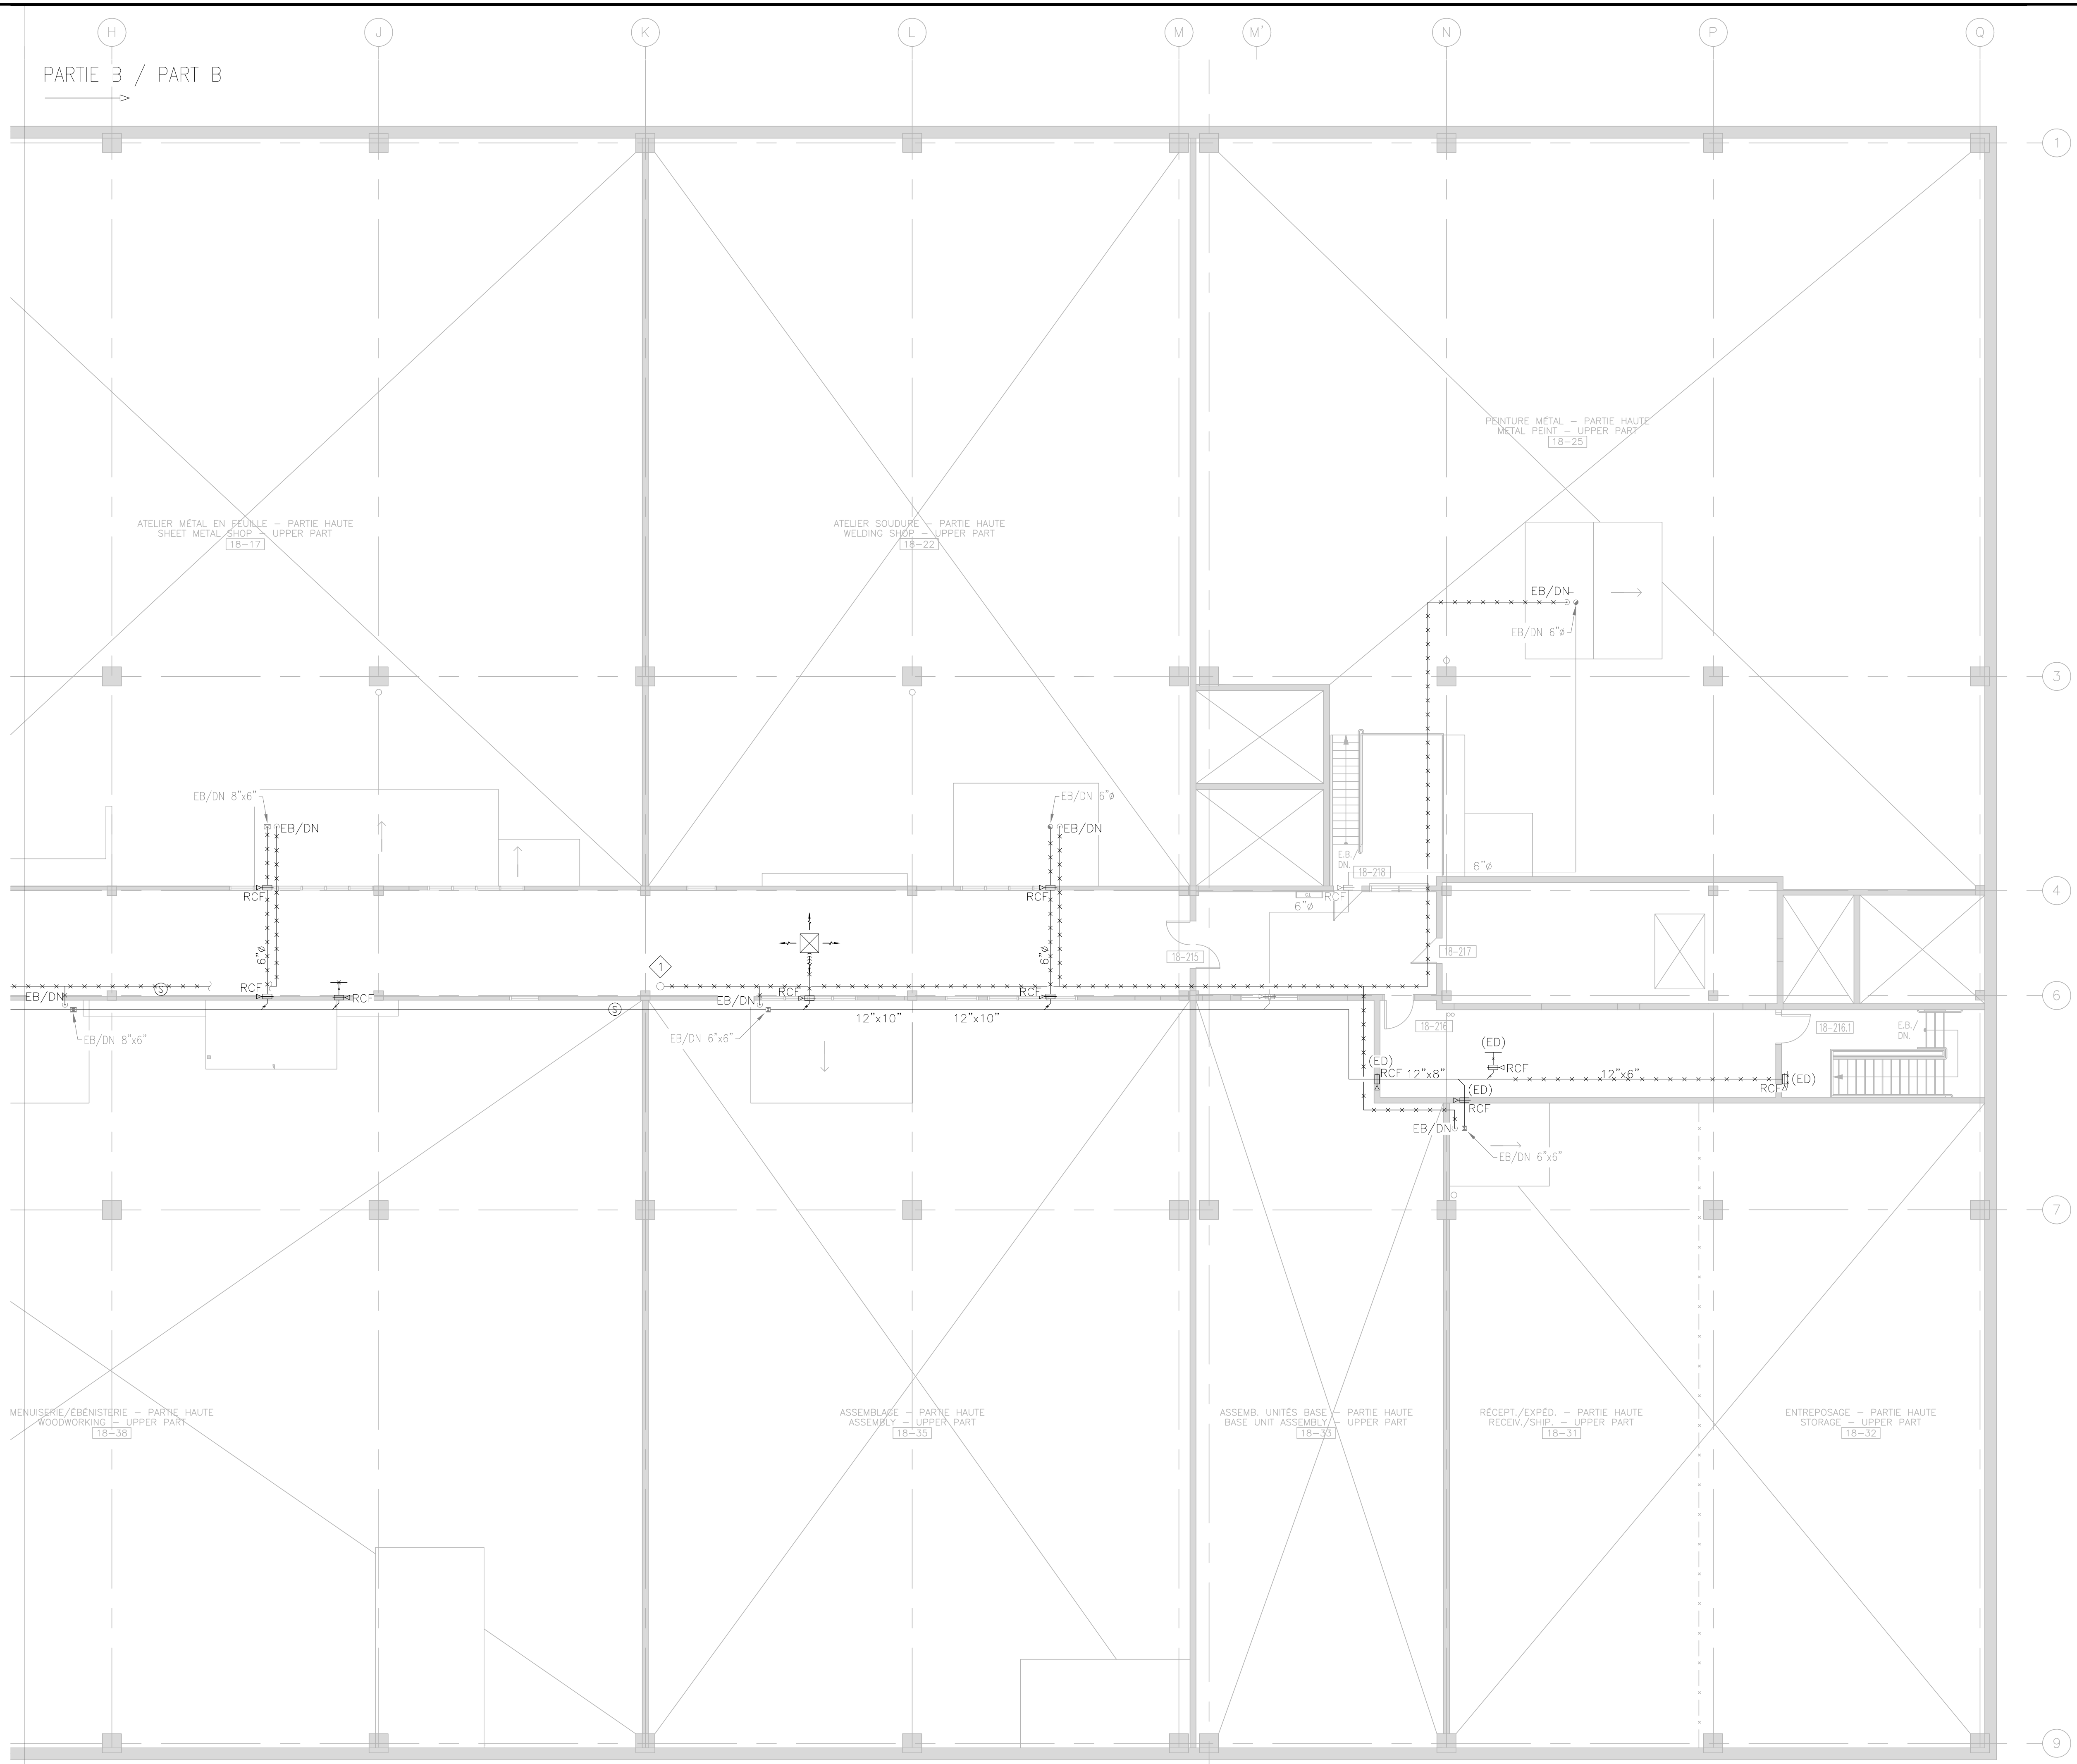 H
J
K
L
M
M'
N
P
Q
PARTIE B / PART B
1
PEINTURE MÉTAL – PARTIE HAUTE
METAL PEINT – UPPER PART
18-25
ATELIER MÉTAL EN FEUILLE – PARTIE HAUTE
SHEET METAL SHOP – UPPER PART
18-17
ATELIER SOUDURE – PARTIE HAUTE
WELDING SHOP – UPPER PART
18-22
EB/DN
EB/DN 6"ø
3
EB/DN 8"x6"
EB/DN
EB/DN 6"ø
EB/DN
E.B./
DN.
18-218
6"ø
RCF
RCF
RCF
6"ø
4
6"ø
6"ø
18-215
18-217
1
S
RCF
RCF
RCF
RCF
EB/DN
EB/DN
6
S
EB/DN 8"x6"
EB/DN 6"x6"
12"x10"
12"x10"
18-216
18-216.1
E.B./
DN.
(ED)
(ED)
RCF
RCF
12"x8"
12"x6"
RCF
(ED)
(ED)
RCF
EB/DN
EB/DN 6"x6"
7
MENUISERIE/ÉBÉNISTERIE – PARTIE HAUTE
WOODWORKING – UPPER PART
18-38
ASSEMBLAGE – PARTIE HAUTE
ASSEMBLY – UPPER PART
18-35
ASSEMB. UNITÉS BASE – PARTIE HAUTE
BASE UNIT ASSEMBLY – UPPER PART
18-33
RÉCEPT./EXPÉD. – PARTIE HAUTE
RECEIV./SHIP. – UPPER PART
18-31
ENTREPOSAGE – PARTIE HAUTE
STORAGE – UPPER PART
18-32
9